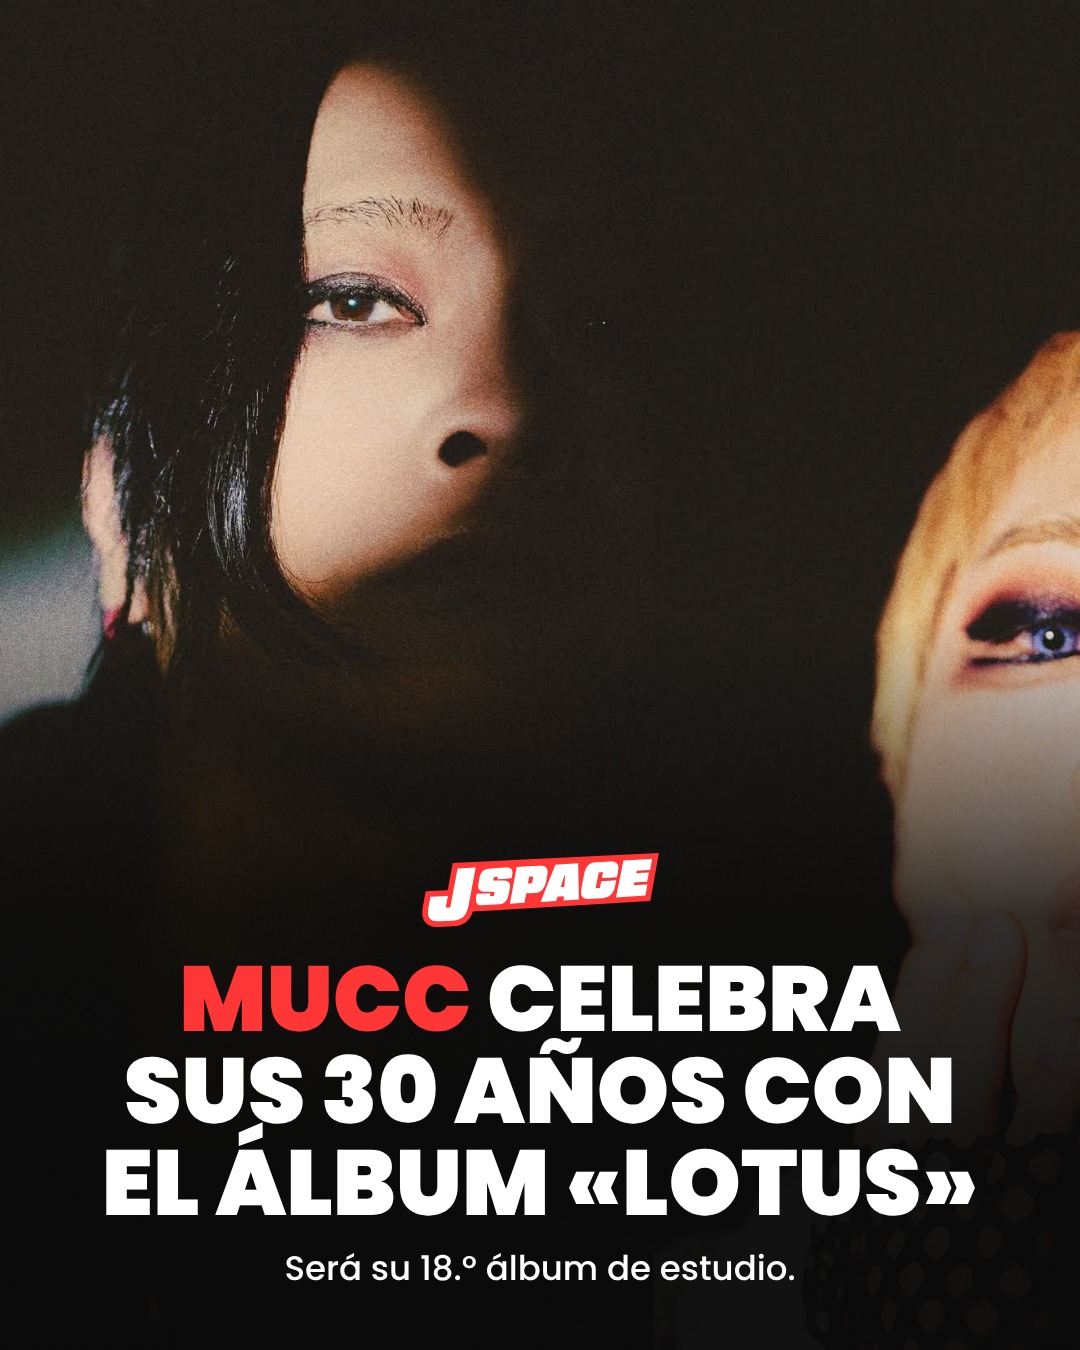 JSPACE
MUCC CELEBRA
SUS 30 AÑOS CON
EL ÁLBUM «LOTUS»
Será su 18.º álbum de estudio.